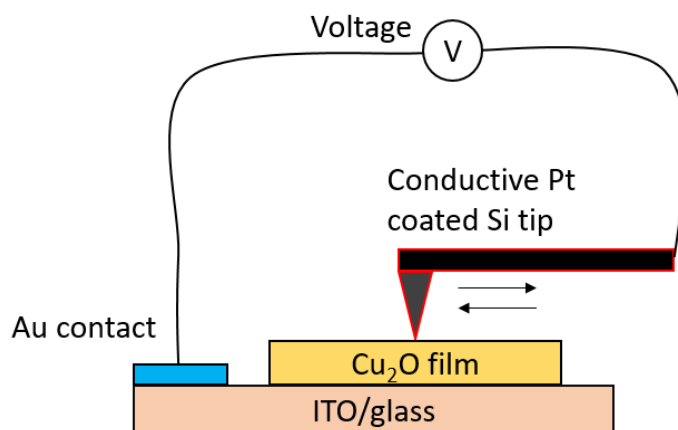 Voltage
V
Conductive Pt
coated Si tip
Au contact
Cu₂O film
ITO/glass